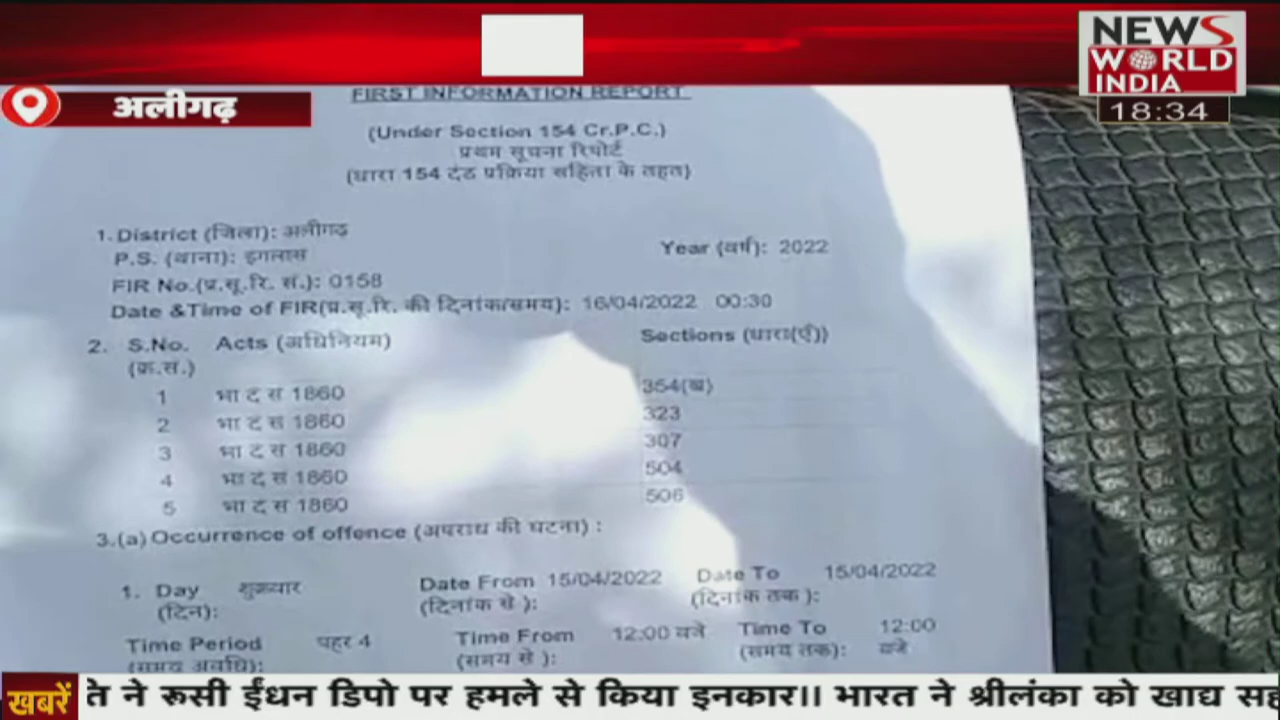 NEWS
WORLD
INDIA
18:34
अलीगढ़
FIRST INFORMATION REPORT
(Under Section 154 Cr.P.C.)
प्रथम सूचना रिपोर्ट
(धारा 154 दंड प्रक्रिया सहिता के तहत)
1. District (जिला): अलीगढ़
P.S. (थाना): इगलास
Year (वर्ष): 2022
FIR No.(प्र.सू.रि. सं.): 0158
Date &Time of FIR(प्र.सू.रि. की दिनांक/समय): 16/04/2022 00:30
2. S.No. Acts (अधिनियम) Sections (धारा(एँ))
(क्र.सं.)
1 भा द स 1860 354(ख)
2 भा द स 1860 323
3 भा द स 1860 307
4 भा द स 1860 504
5 भा द स 1860 506
3.(a) Occurrence of offence (अपराध की घटना) :
1. Day शुक्रवार Date From 15/04/2022 Date To 15/04/2022
(दिन): (दिनांक से ): (दिनांक तक ):
Time Period पहर 4 Time From 12:00 बजे Time To 12:00
(समय अवधि): (समय से ): (समय तक): बजे
खबरें ति ने रूसी ईंधन डिपो पर हमले से किया इनकार।। भारत ने श्रीलंका को खाद्य सह